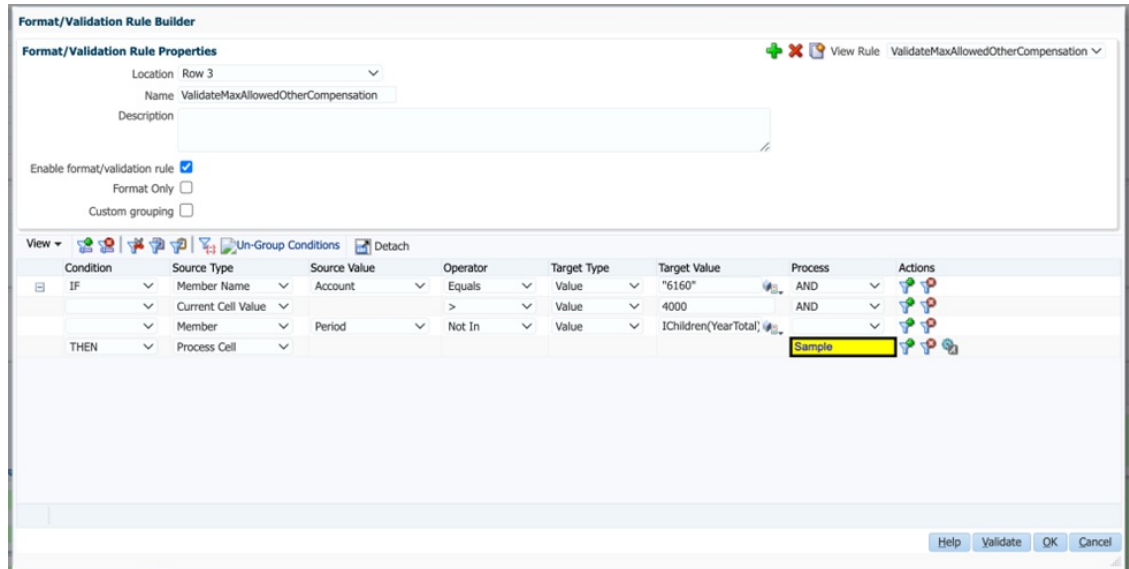 Format/Validation Rule Builder
Format/Validation Rule Properties
View Rule ValidateMaxAllowedOtherCompensation
Location Row 3
Name ValidateMaxAllowedOtherCompensation
Description
Enable format/validation rule
Format Only
Custom grouping
View Un-Group Conditions Detach
Condition Source Type Source Value Operator Target Type Target Value Process Actions
IF Member Name Account Equals Value "6160" AND
Current Cell Value > Value 4000 AND
Member Period Not In Value IChildren(YearTotal)
THEN Process Cell Sample
Help Validate OK Cancel